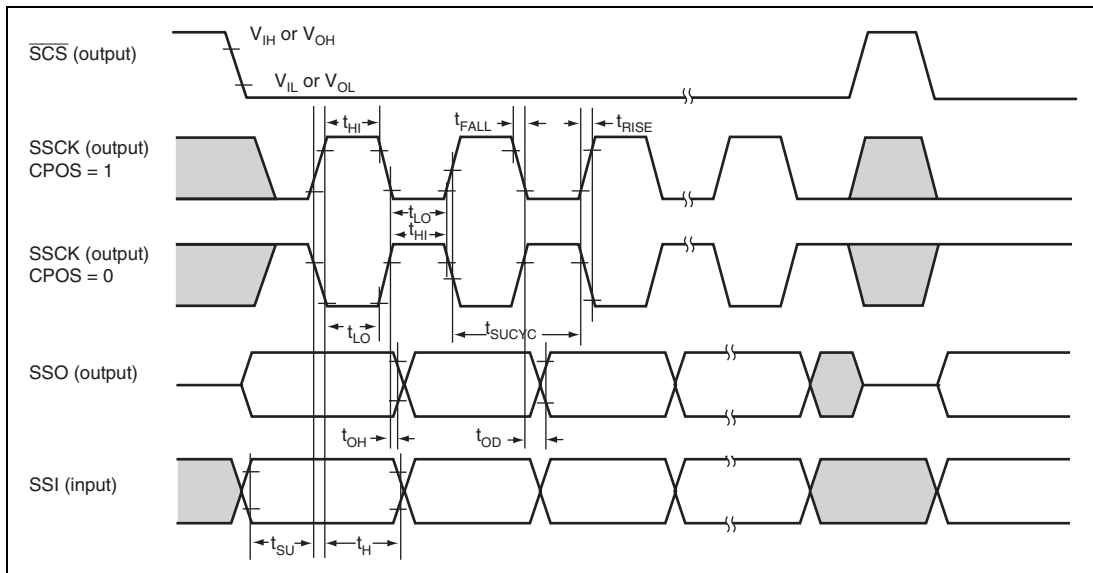 V_IH or V_OH
S̅C̅S̅ (output)
V_IL or V_OL
t_HI
t_FALL
t_RISE
SSCK (output)
CPOS = 1
t_LO
t_HI
SSCK (output)
CPOS = 0
t_LO
t_SUCYC
SSO (output)
t_OH
t_OD
SSI (input)
t_SU
t_H